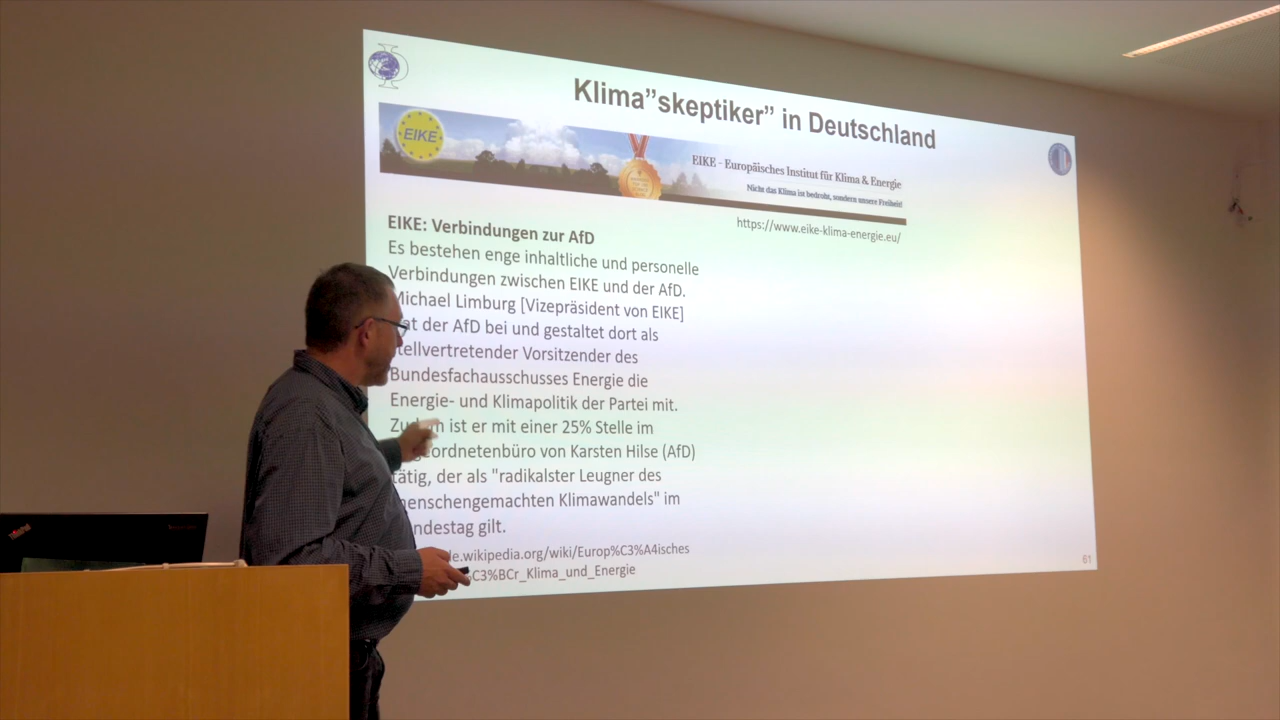 Klima”skeptiker” in Deutschland
EIKE
EIKE - Europäisches Institut für Klima & Energie
Nicht das Klima ist bedroht, sondern unsere Freiheit!
https://www.eike-klima-energie.eu/
EIKE: Verbindungen zur AfD
Es bestehen enge inhaltliche und personelle
Verbindungen zwischen EIKE und der AfD.
Michael Limburg [Vizepräsident von EIKE]
at der AfD bei und gestaltet dort als
tellvertretender Vorsitzender des
Bundesfachausschusses Energie die
Energie- und Klimapolitik der Partei mit.
ist er mit einer 25% Stelle im
geordnetenbüro von Karsten Hilse (AfD)
tätig, der als "radikalster Leugner des
menschengemachten Klimawandels" im
ndestag gilt.
de.wikipedia.org/wiki/Europ%C3%A4isches
C3%BCr_Klima_und_Energie
61